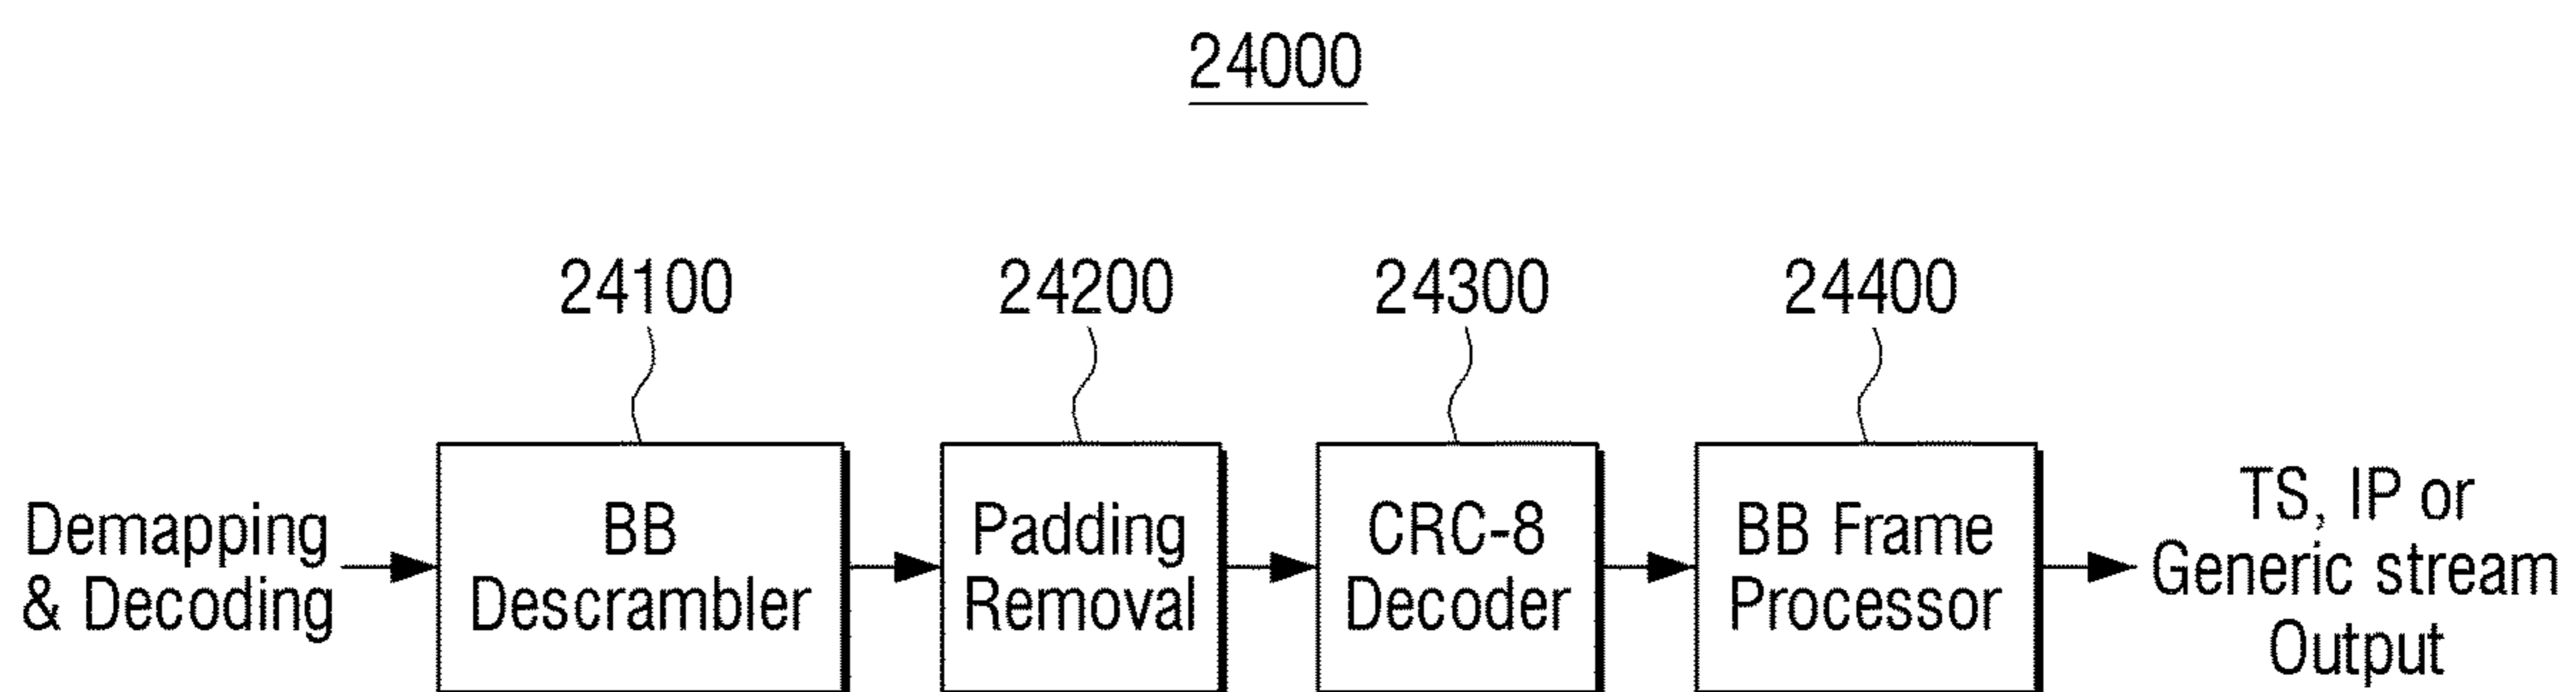 24000
24100
24200
24300
24400
Demapping
& Decoding
BB
Descrambler
Padding
Removal
CRC-8
Decoder
BB Frame
Processor
TS, IP or
Generic stream
Output